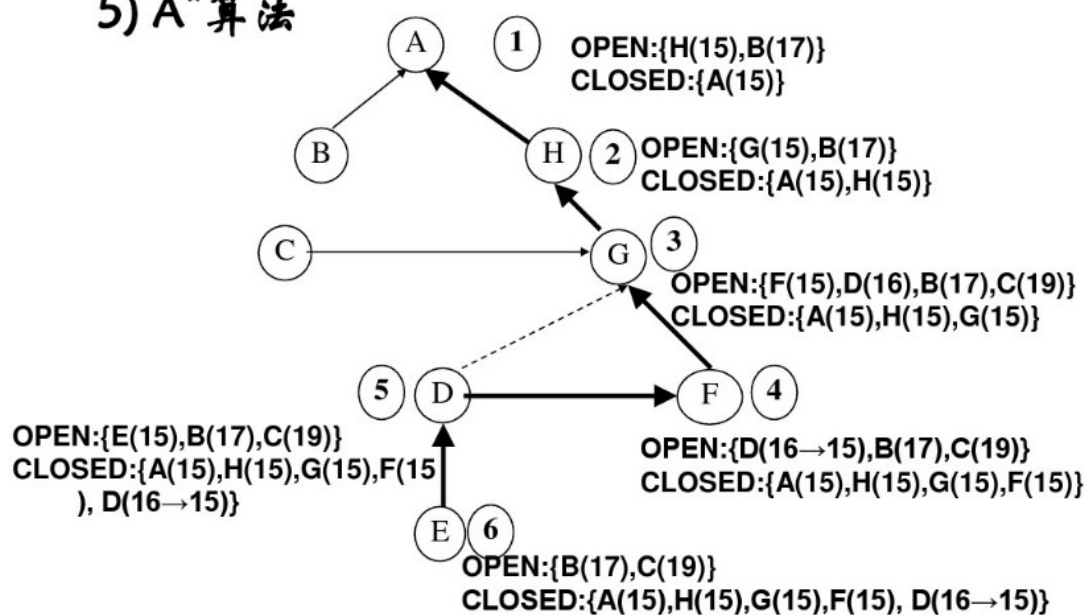 5) A*算法
A
1
OPEN:{H(15),B(17)}
CLOSED:{A(15)}
B
H
2
OPEN:{G(15),B(17)}
CLOSED:{A(15),H(15)}
C
G
3
OPEN:{F(15),D(16),B(17),C(19)}
CLOSED:{A(15),H(15),G(15)}
5
D
F
4
OPEN:{E(15),B(17),C(19)}
CLOSED:{A(15),H(15),G(15),F(15
), D(16→15)}
OPEN:{D(16→15),B(17),C(19)}
CLOSED:{A(15),H(15),G(15),F(15)}
E
6
OPEN:{B(17),C(19)}
CLOSED:{A(15),H(15),G(15),F(15), D(16→15)}